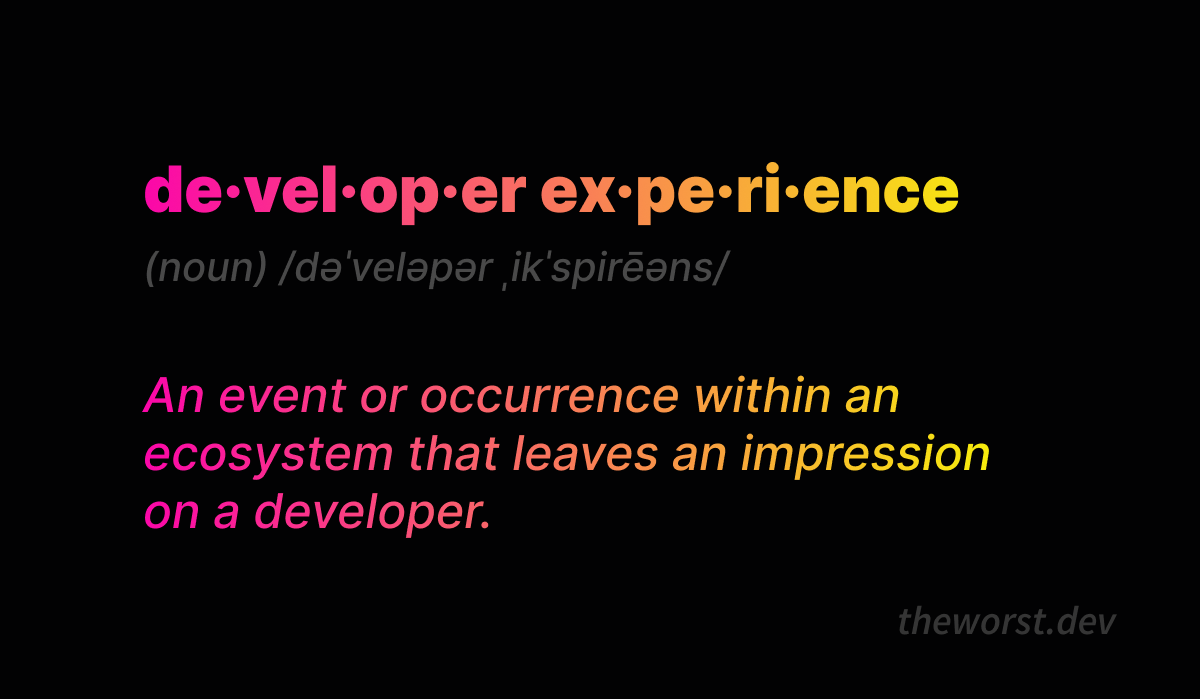 de·vel·op·er ex·pe·ri·ence
(noun) /dəˈveləpər ˌikˈspirēəns/
An event or occurrence within an
ecosystem that leaves an impression
on a developer.
theworst.dev